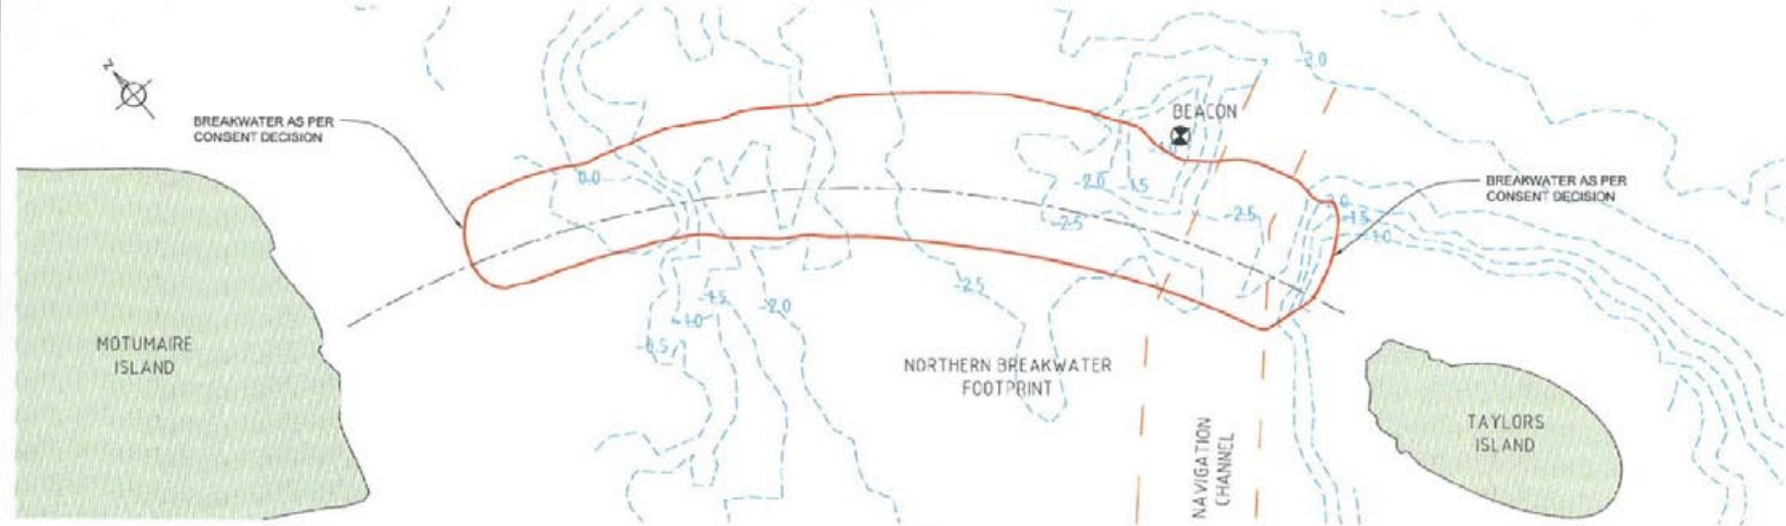 -3.0
N
BEACON
BREAKWATER AS PER
CONSENT DECISION
-2.0
-1.5
0.0
BREAKWATER AS PER
CONSENT DECISION
-2.5
-2.5
-1.5
-1.0
-2.5
-1.5
-2.0
-1.0
-0.5
MOTUMAIRE
ISLAND
NORTHERN BREAKWATER
FOOTPRINT
NAVIGATION
CHANNEL
TAYLORS
ISLAND